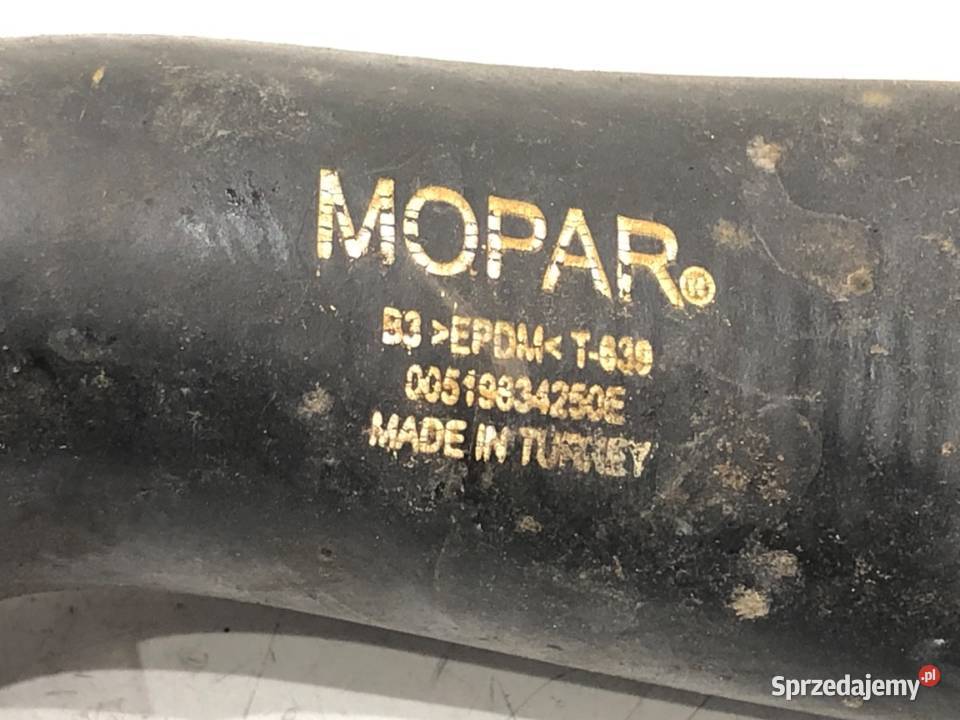 MOPAR®
B3 >EPDM< T-639
00519834250E
MADE IN TURKEY
Sprzedajemy.pl